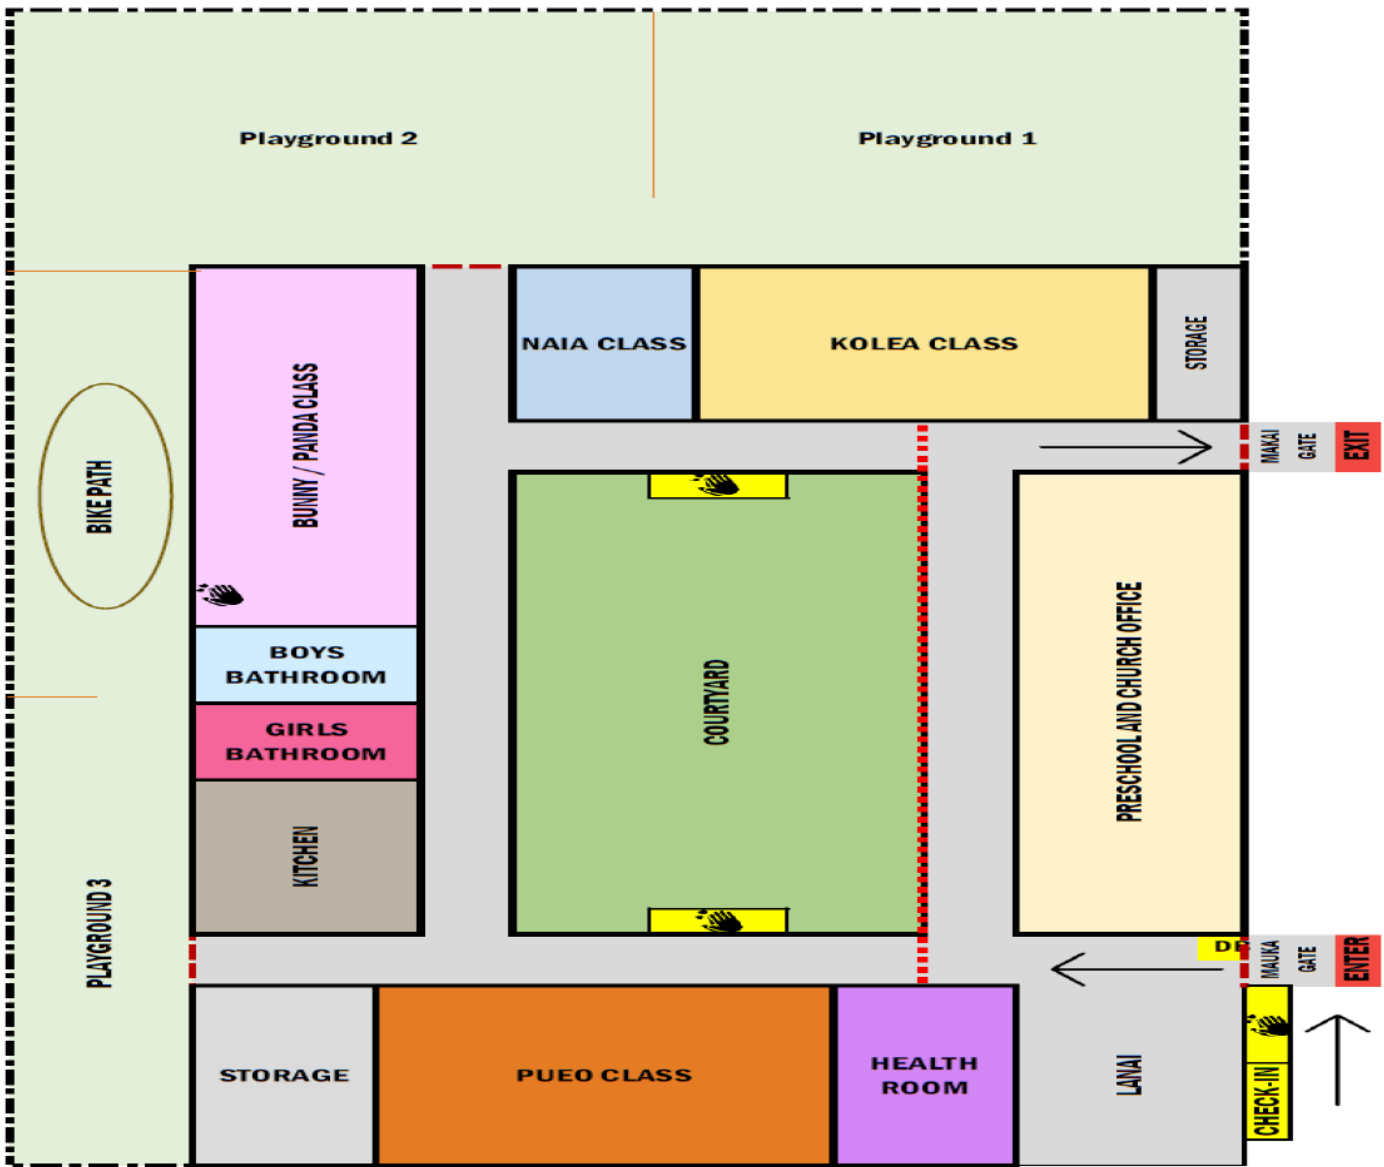 Playground 2
Playground 1
NAIA CLASS
KOLEA CLASS
STORAGE
BUNNY / PANDA CLASS
BIKE PATH
MAKAI
GATE
EXIT
BOYS
BATHROOM
GIRLS
BATHROOM
KITCHEN
COURTYARD
PRESCHOOL AND CHURCH OFFICE
PLAYGROUND 3
MAUKA
GATE
ENTER
STORAGE
PUEO CLASS
HEALTH
ROOM
LANAI
CHECK-IN